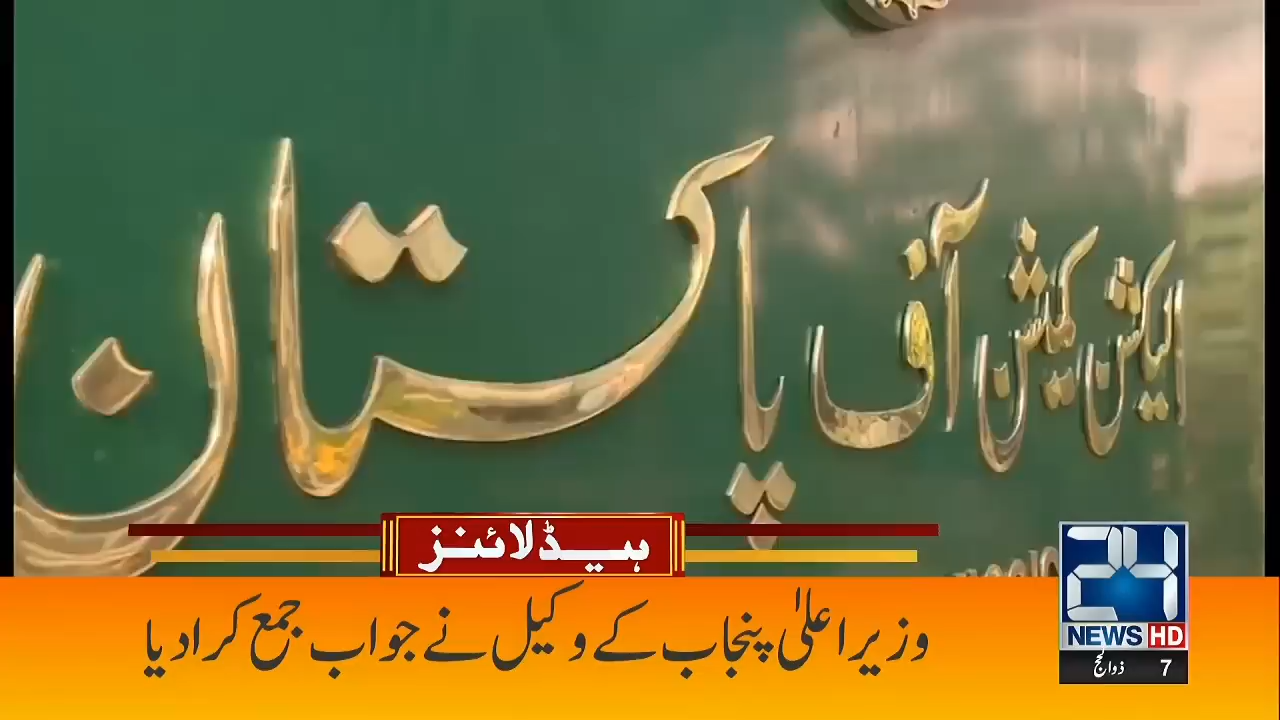 الیکشن کمیشن آف پاکستان
ہیڈلائنز
وزیراعلیٰ پنجاب کے وکیل نے جواب جمع کرادیا
24
NEWS HD
7 ذوالحج